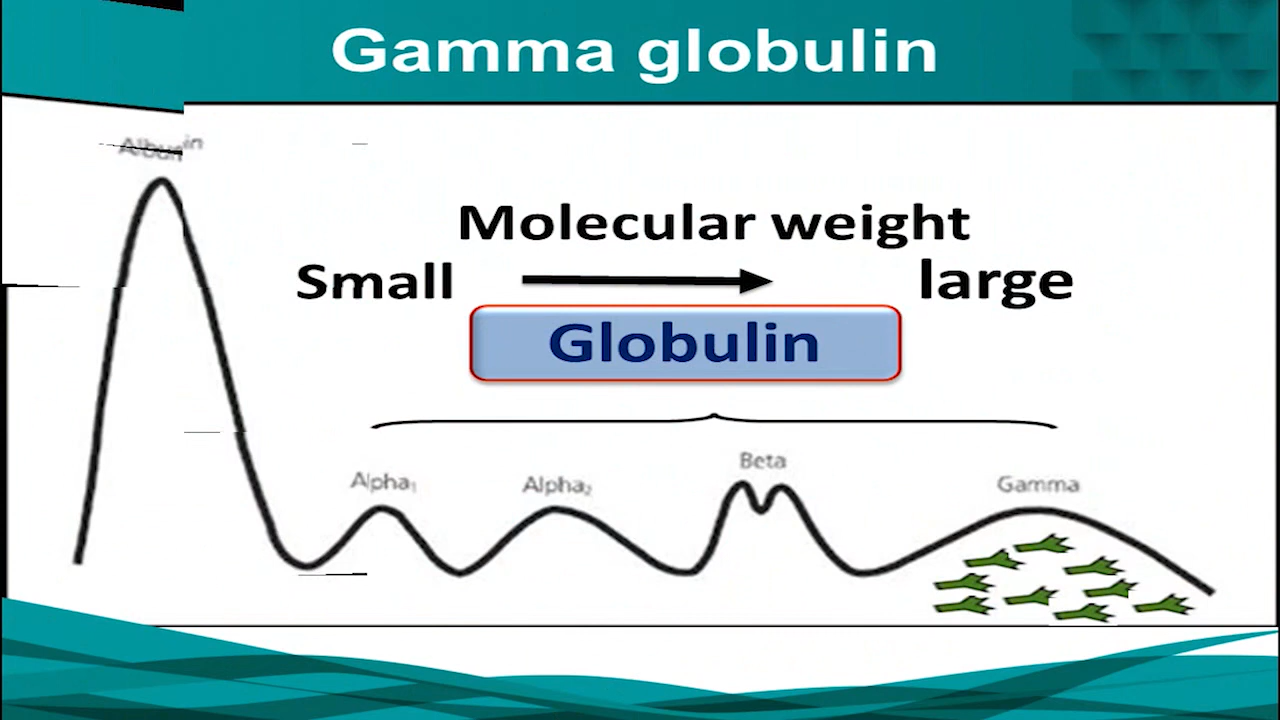 Gamma globulin
Albumin
Molecular weight
Small large
Globulin
Beta
Alpha₁ Alpha₂ Gamma